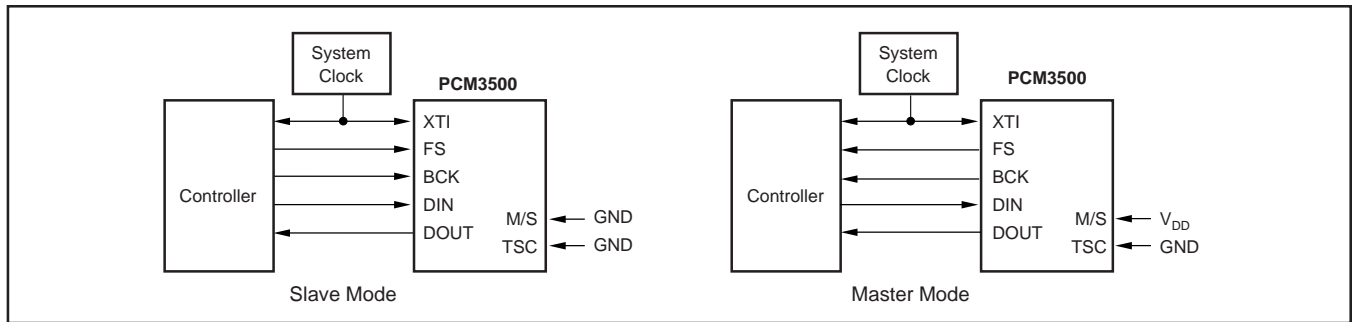 System
Clock
PCM3500
XTI
FS
BCK
DIN
DOUT
M/S
TSC
GND
GND
Controller
Slave Mode
System
Clock
PCM3500
XTI
FS
BCK
DIN
DOUT
M/S
TSC
VDD
GND
Controller
Master Mode